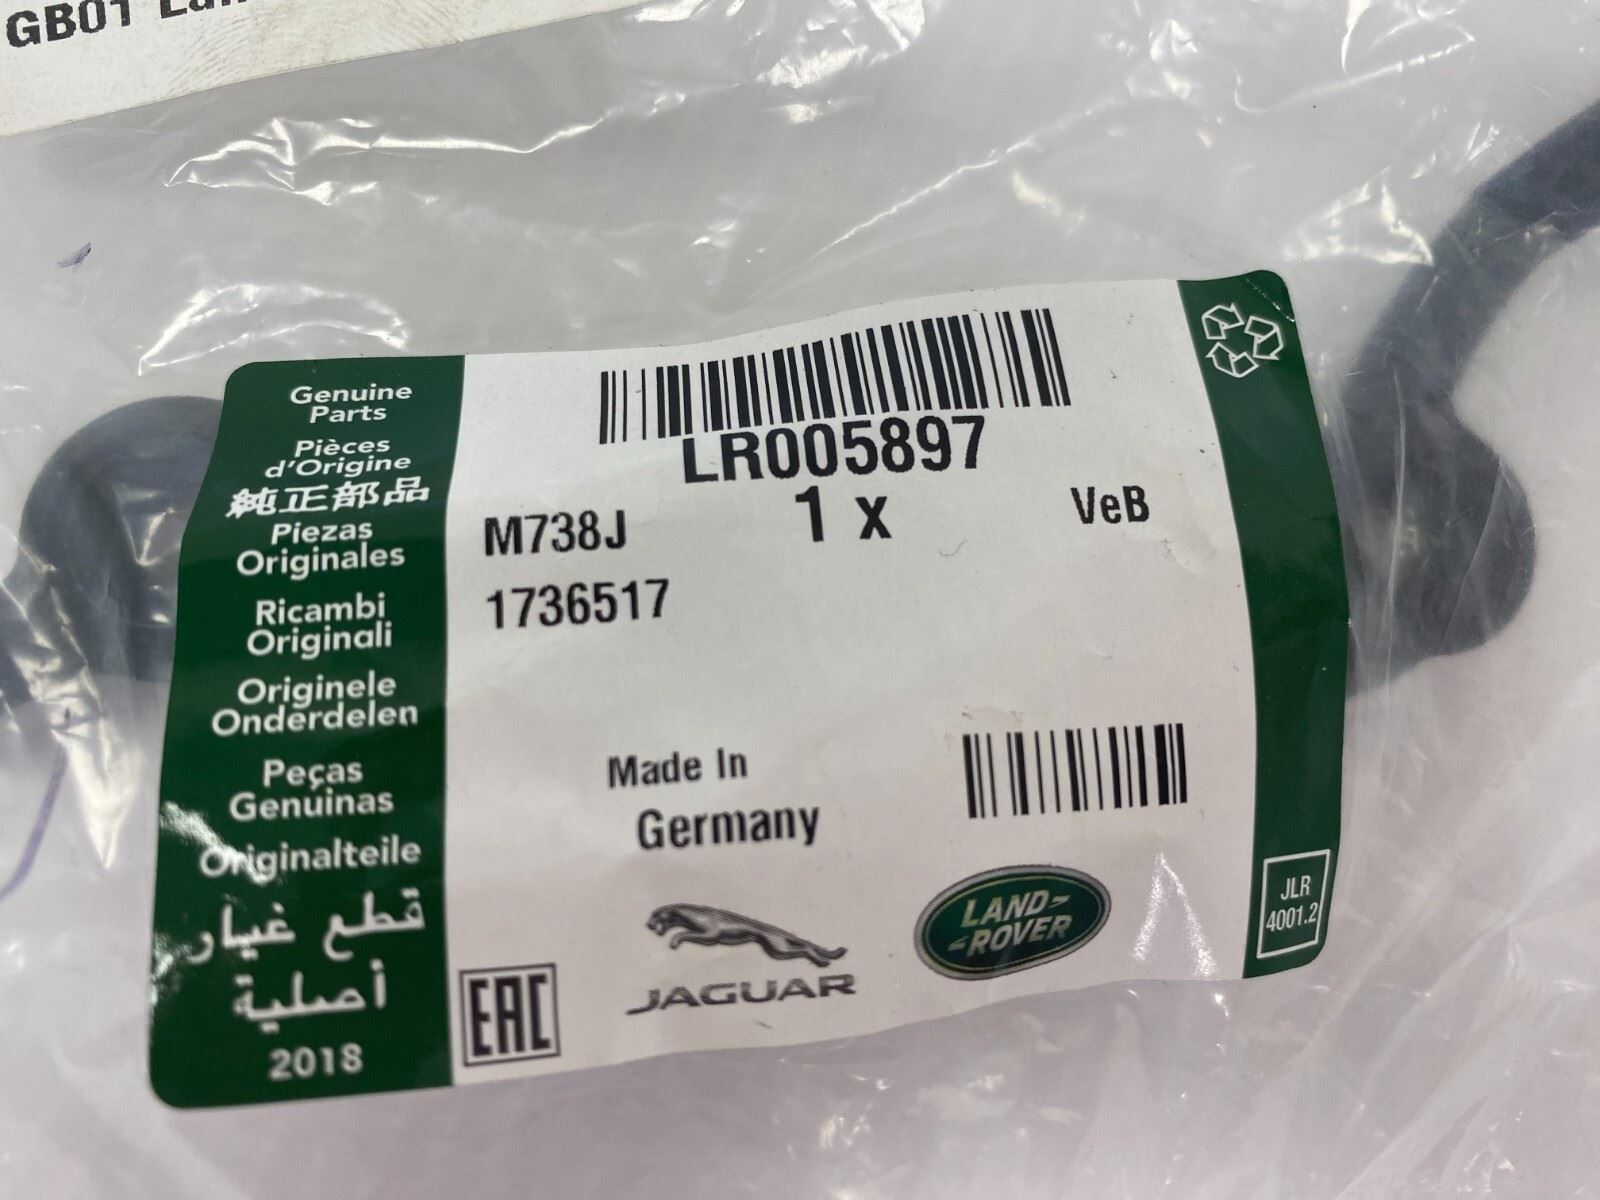 GB01
Genuine
Parts
Pièces
d'Origine
純正部品
Piezas
Originales
Ricambi
Originali
Originele
Onderdelen
Peças
Genuinas
Originalteile
قطع غيار
أصلية
2018
LR005897
1 x
VeB
M738J
1736517
Made In
Germany
EAC
JAGUAR
LAND-
-ROVER
JLR
4001.2